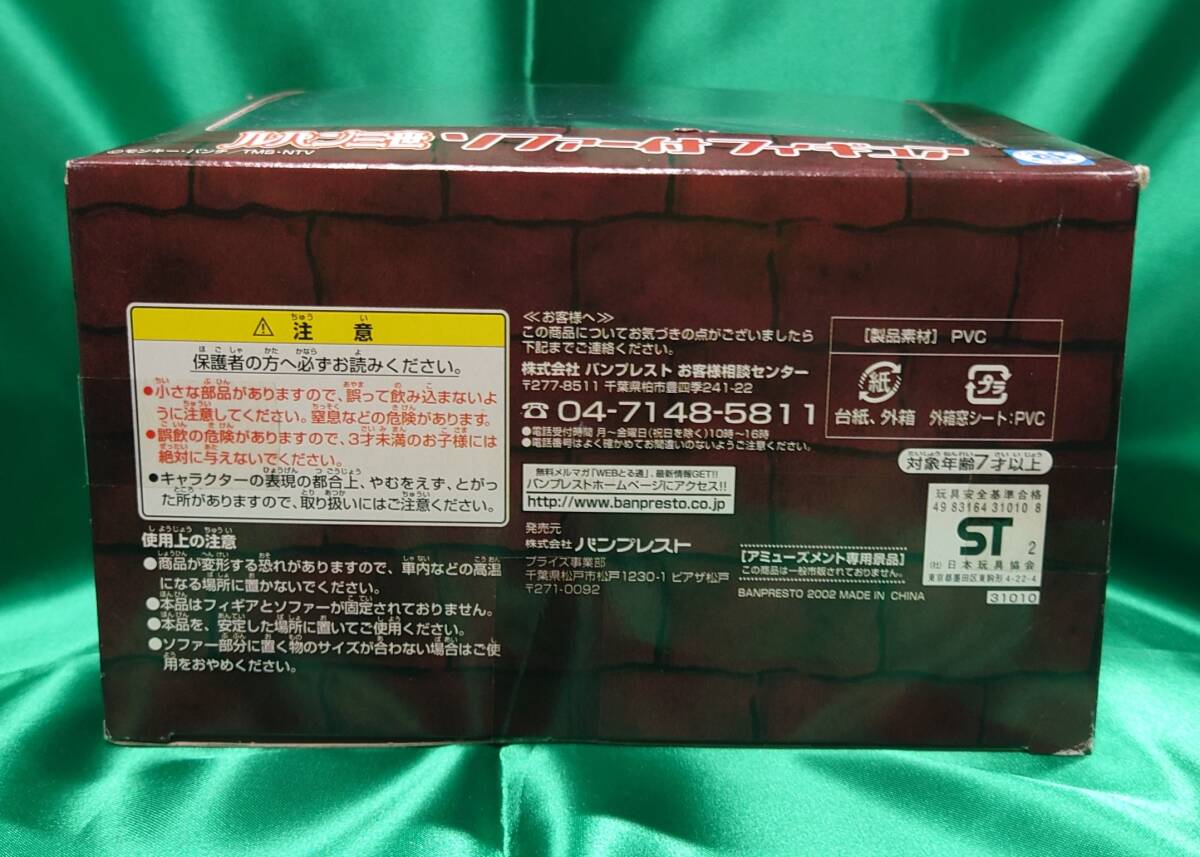 ルパン三世 ソファー付フィギュア
©モンキー・パンチ TMS・NTV
⚠ 注意
保護者の方へ必ずお読みください。
●小さな部品がありますので、誤って飲み込まないよ
うに注意してください。窒息などの危険があります。
●誤飲の危険がありますので、3才未満のお子様には
絶対に与えないでください。
●キャラクターの表現の都合上、やむをえず、とがっ
た所がありますので、取り扱いにはご注意ください。
使用上の注意
●商品が変形する恐れがありますので、車内などの高温
になる場所に置かないでください。
●本品はフィギアとソファーが固定されておりません。
●本品を、安定した場所に置いてご使用ください。
●ソファー部分に置く物のサイズが合わない場合はご使
用をおやめください。
≪お客様へ≫
この商品についてお気づきの点がございましたら
下記までご連絡ください。
株式会社 バンプレスト お客様相談センター
〒277-8511 千葉県柏市豊四季241-22
☎ 04-7148-5811
●電話受付時間 月〜金曜日(祝日を除く)10時〜16時
●電話番号はよく確かめてお間違いのないようご注意ください。
無料メルマガ「WEBとる通」、最新情報GET!!
バンプレストホームページにアクセス!!
http://www.banpresto.co.jp
発売元
株式会社 バンプレスト
プライズ事業部
千葉県松戸市松戸1230-1 ピアザ松戸
〒271-0092
[製品素材] PVC
紙 プラ
台紙、外箱 外箱窓シート:PVC
対象年齢7才以上
玩具安全基準合格
49 83164 31010 8
ST 2
(社)日本玩具協会
東京都墨田区東駒形4-22-4
31010
[アミューズメント専用景品]
この商品は一般市販されておりません。
BANPRESTO 2002 MADE IN CHINA